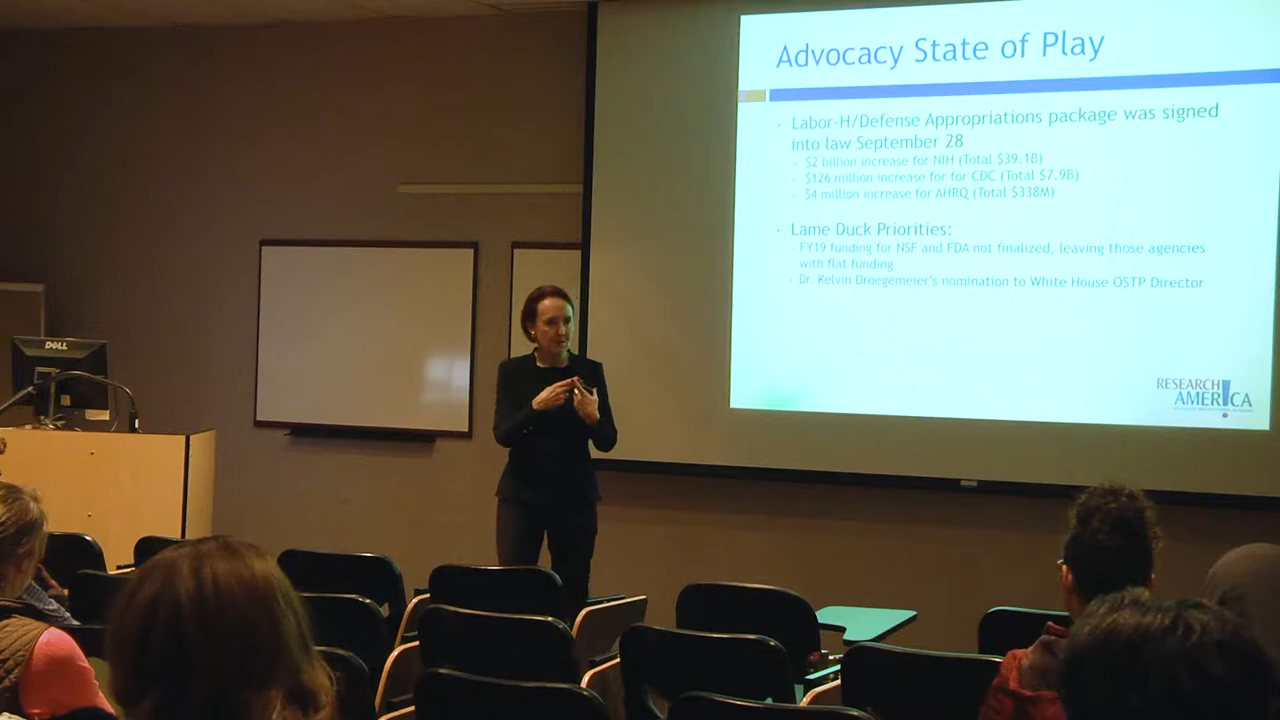 Advocacy State of Play
Labor-H/Defense Appropriations package was signed
into law September 28
$2 billion increase for NIH (Total $39.1B)
$126 million increase for for CDC (Total $7.9B)
$4 million increase for AHRQ (Total $338M)
Lame Duck Priorities:
FY19 funding for NSF and FDA not finalized, leaving those agencies
with flat funding
Dr. Kelvin Droegemeier's nomination to White House OSTP Director
DELL
RESEARCH
AMER!CA